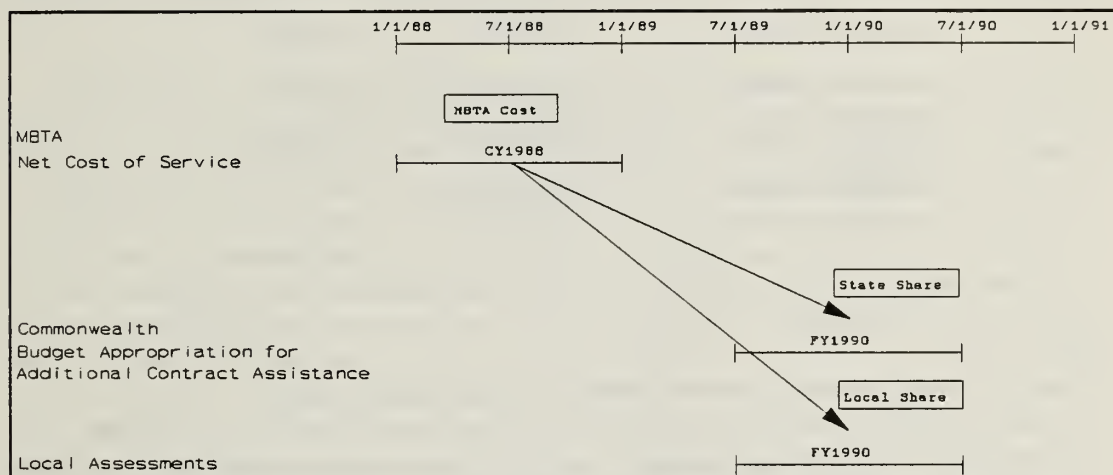 1/1/88 7/1/88 1/1/89 7/1/89 1/1/90 7/1/90 1/1/91
MBTA Cost
MBTA
Net Cost of Service CY1988
State Share
Commonwealth
Budget Appropriation for FY1990
Additional Contract Assistance
Local Share
Local Assessments FY1990